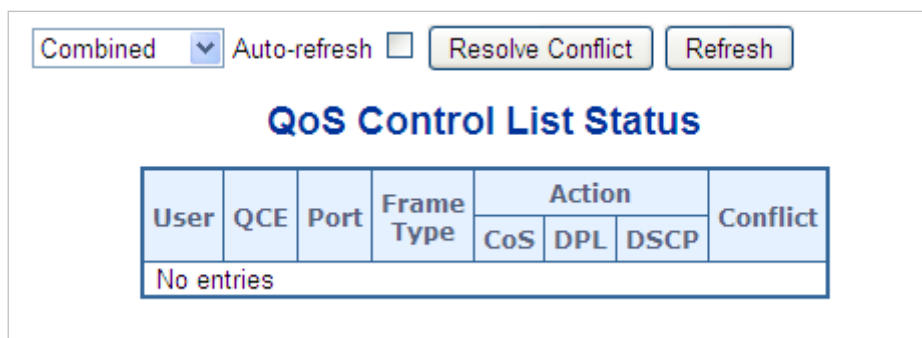 Combined Auto-refresh Resolve Conflict Refresh
QoS Control List Status
User QCE Port Frame Type Action Conflict
CoS DPL DSCP
No entries